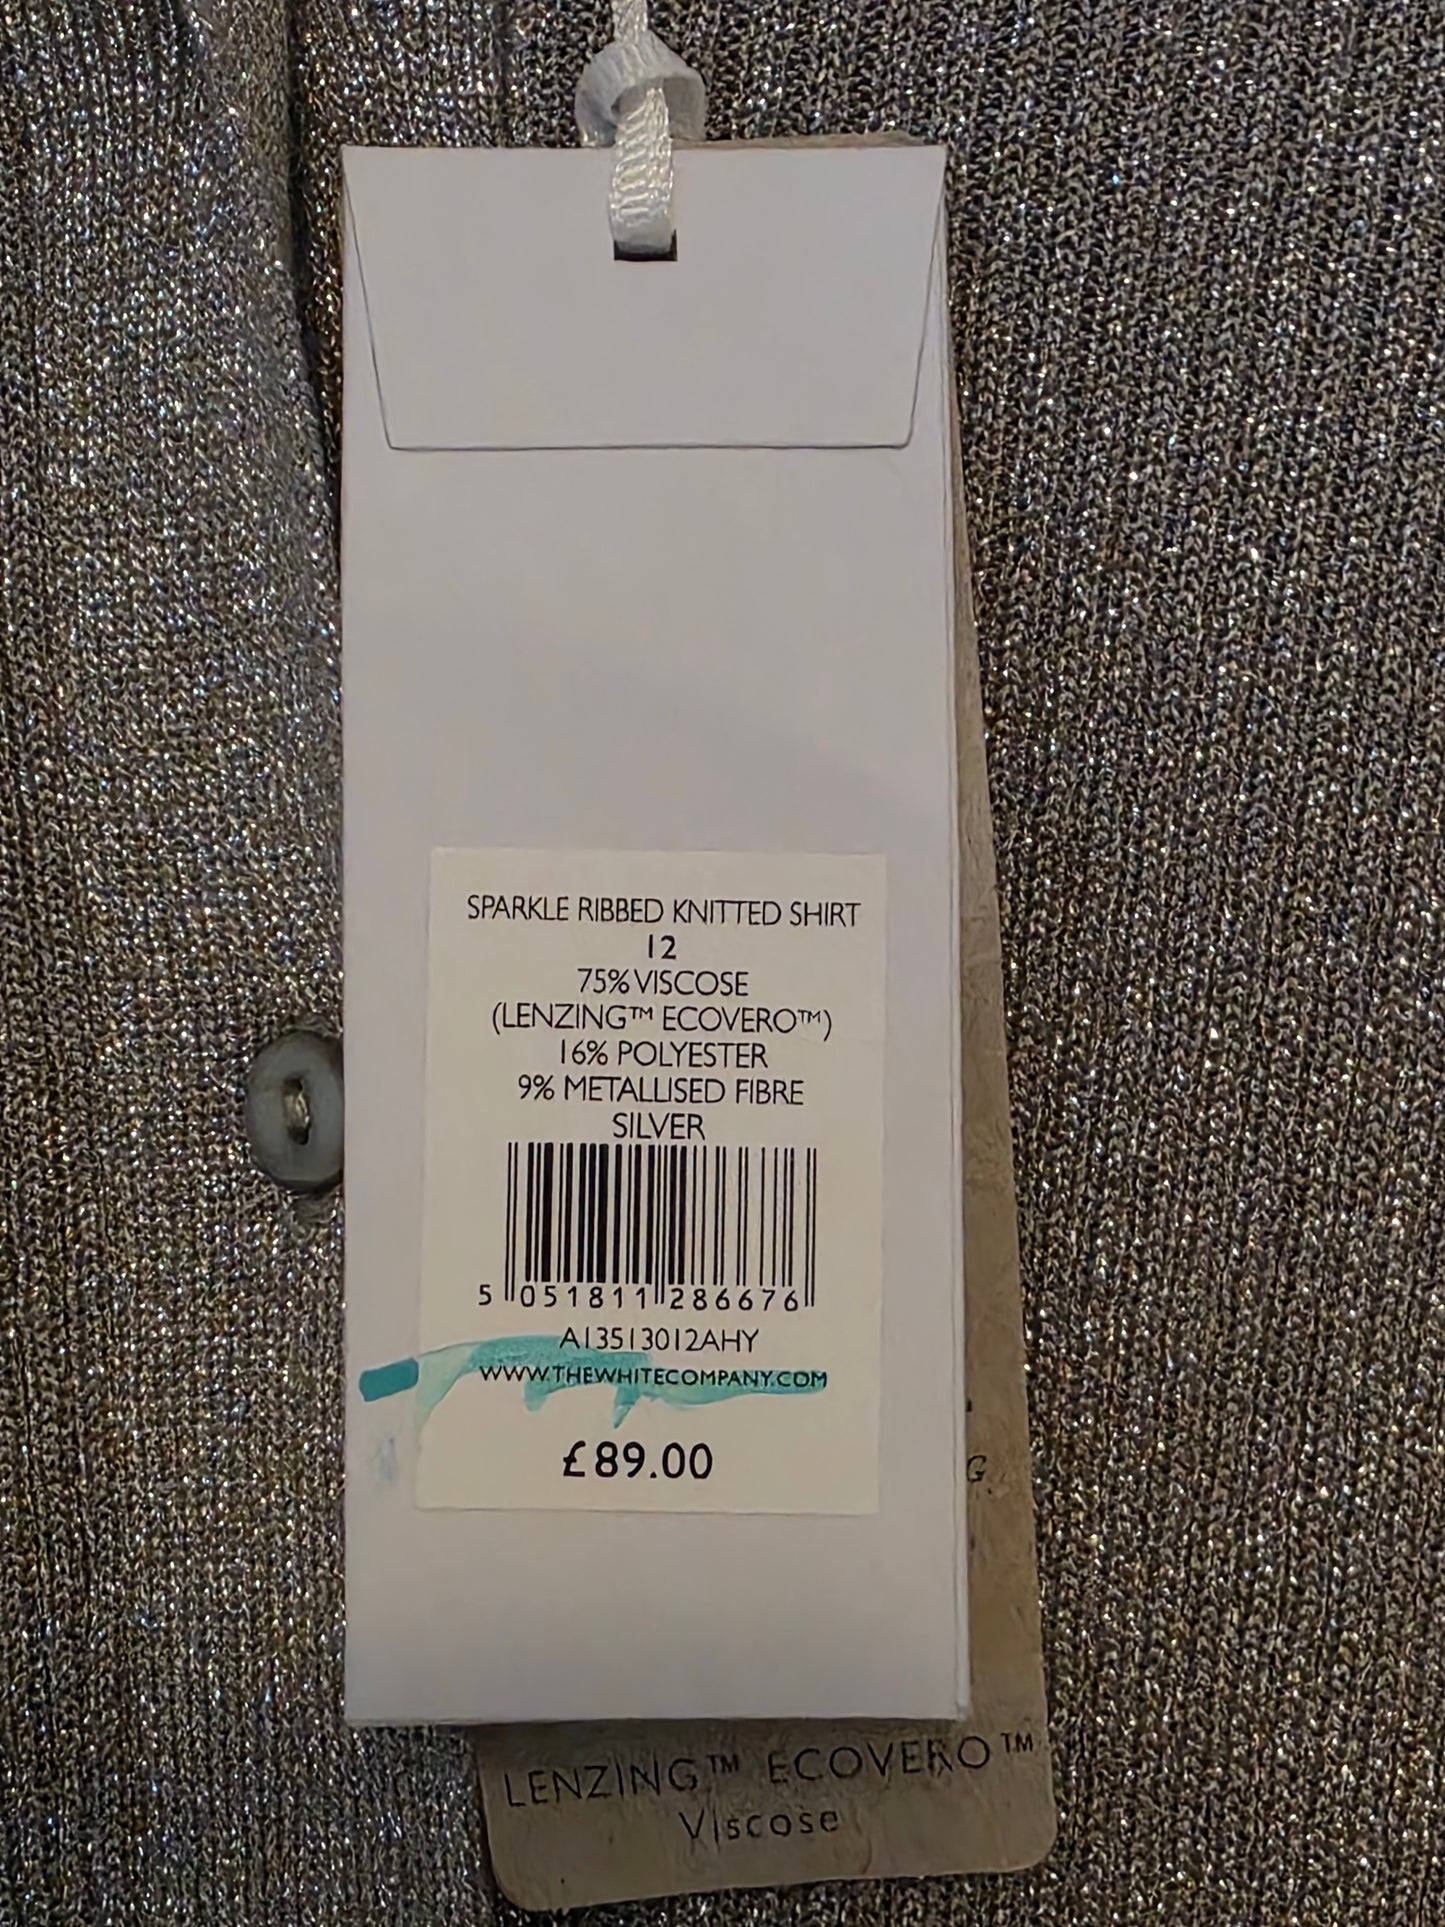 SPARKLE RIBBED KNITTED SHIRT
12
75% VISCOSE
(LENZING™ ECOVERO™)
16% POLYESTER
9% METALLISED FIBRE
SILVER
5 051811 286676
A13513012AHY
WWW.THEWHITECOMPANY.COM
£89.00
G.
LENZING™ ECOVERO™
Viscose